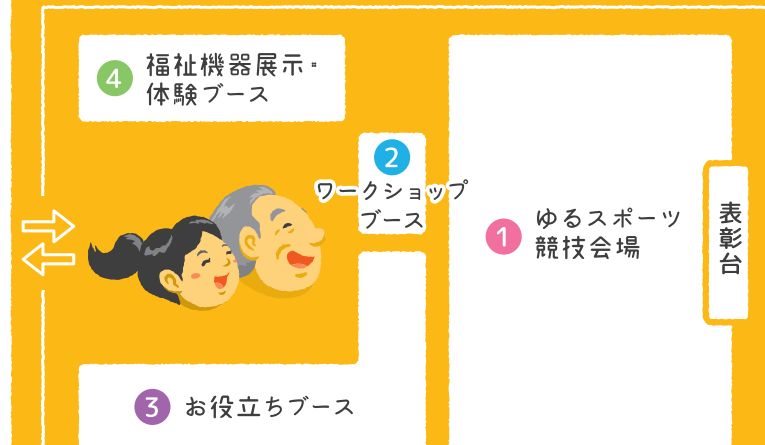 4 福祉機器展示・
体験ブース
2
ワークショップ
ブース
1 ゆるスポーツ
競技会場
表彰台
3 お役立ちブース